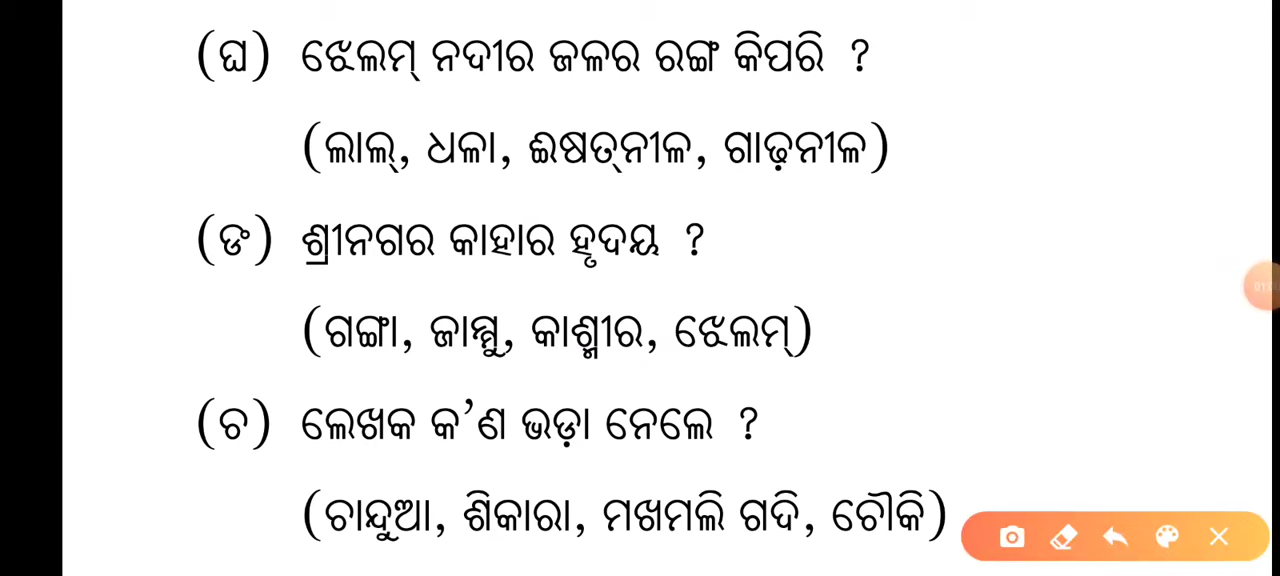 (ଘ) ଝେଲମ୍ ନଦୀର ଜଳର ରଙ୍ଗ କିପରି ?
(ଲାଲ୍, ଧଳା, ଈଷତ୍‌ନୀଳ, ଗାଢ଼ନୀଳ)
(ଙ) ଶ୍ରୀନଗର କାହାର ହୃଦୟ ?
(ଗଙ୍ଗା, ଜାମ୍ମୁ, କାଶ୍ମୀର, ଝେଲମ୍)
(ଚ) ଲେଖକ କ’ଣ ଭଡ଼ା ନେଲେ ?
(ଚାନ୍ଦୁଆ, ଶିକାରା, ମଖମଲି ଗଦି, ଚୌକି)